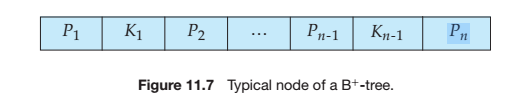 P1 K1 P2 ... Pn-1 Kn-1 Pn
Figure 11.7 Typical node of a B+-tree.